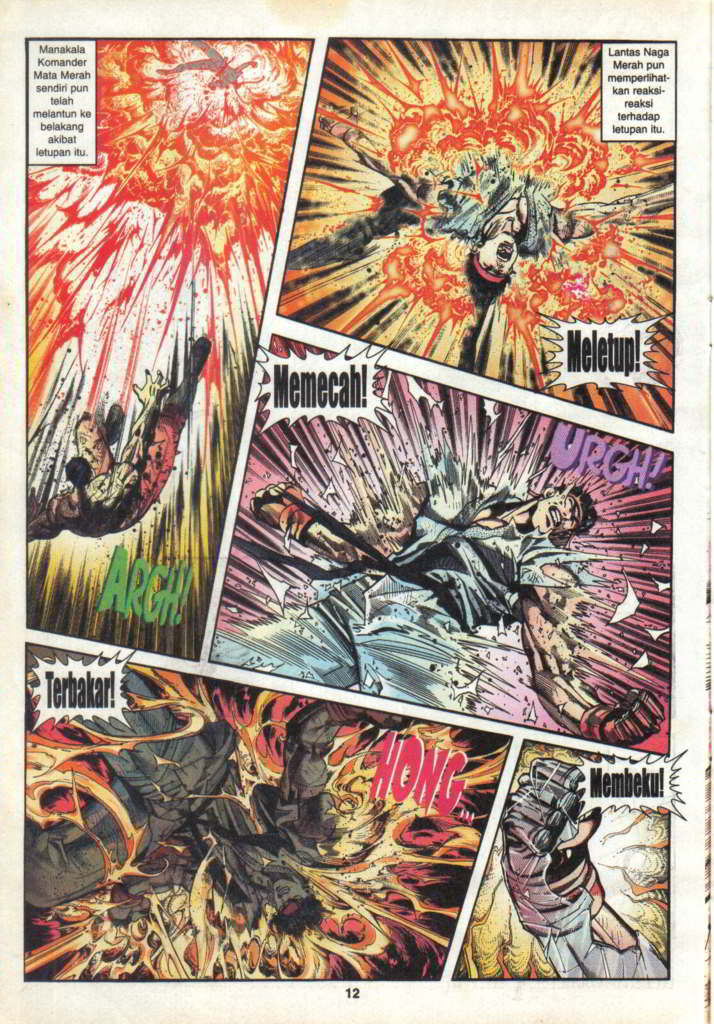 Manakala
Komander
Mata Merah
sendiri pun
telah
melantun ke
belakang
akibat
letupan itu.
Lantas Naga
Merah pun
memperlihat-
kan reaksi-
reaksi
terhadap
letupan itu.
Meletup!
Memecah!
URGH!
ARGH!
Terbakar!
HONG...
Membeku!
12